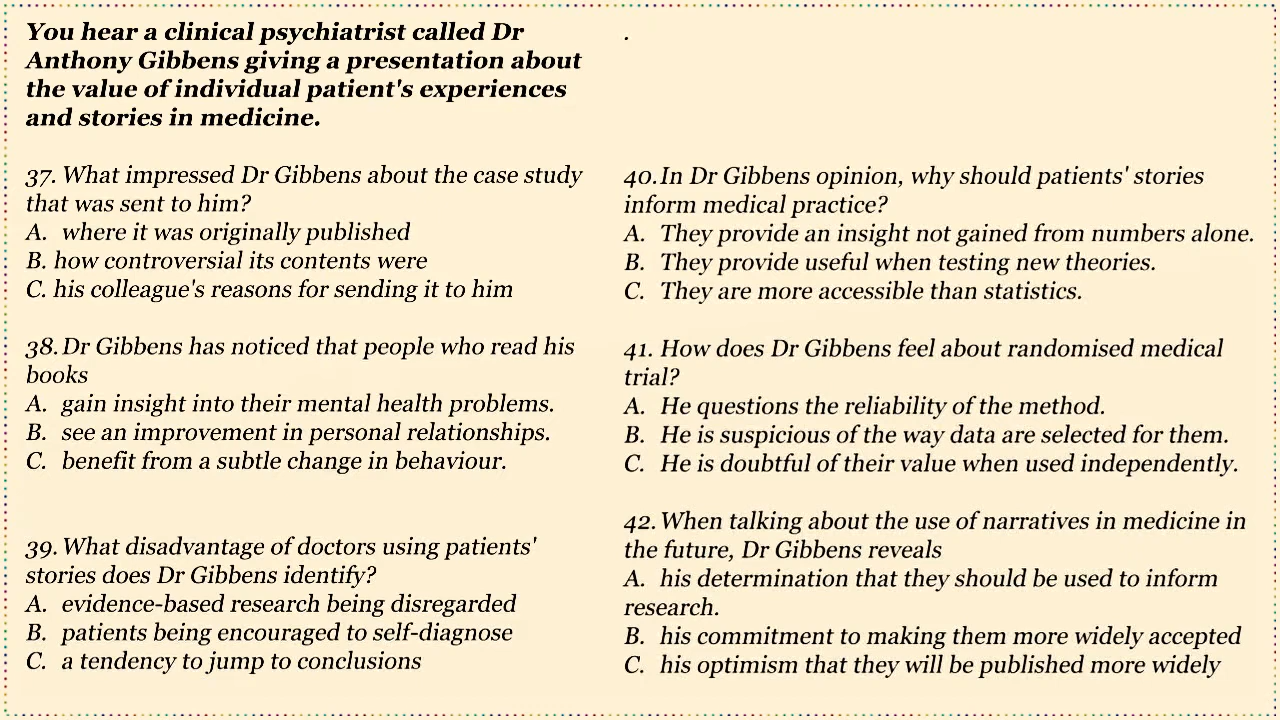 You hear a clinical psychiatrist called Dr
Anthony Gibbens giving a presentation about
the value of individual patient's experiences
and stories in medicine.
37. What impressed Dr Gibbens about the case study
that was sent to him?
A. where it was originally published
B. how controversial its contents were
C. his colleague's reasons for sending it to him
38. Dr Gibbens has noticed that people who read his
books
A. gain insight into their mental health problems.
B. see an improvement in personal relationships.
C. benefit from a subtle change in behaviour.
39. What disadvantage of doctors using patients'
stories does Dr Gibbens identify?
A. evidence-based research being disregarded
B. patients being encouraged to self-diagnose
C. a tendency to jump to conclusions
.
40. In Dr Gibbens opinion, why should patients' stories
inform medical practice?
A. They provide an insight not gained from numbers alone.
B. They provide useful when testing new theories.
C. They are more accessible than statistics.
41. How does Dr Gibbens feel about randomised medical
trial?
A. He questions the reliability of the method.
B. He is suspicious of the way data are selected for them.
C. He is doubtful of their value when used independently.
42. When talking about the use of narratives in medicine in
the future, Dr Gibbens reveals
A. his determination that they should be used to inform
research.
B. his commitment to making them more widely accepted
C. his optimism that they will be published more widely